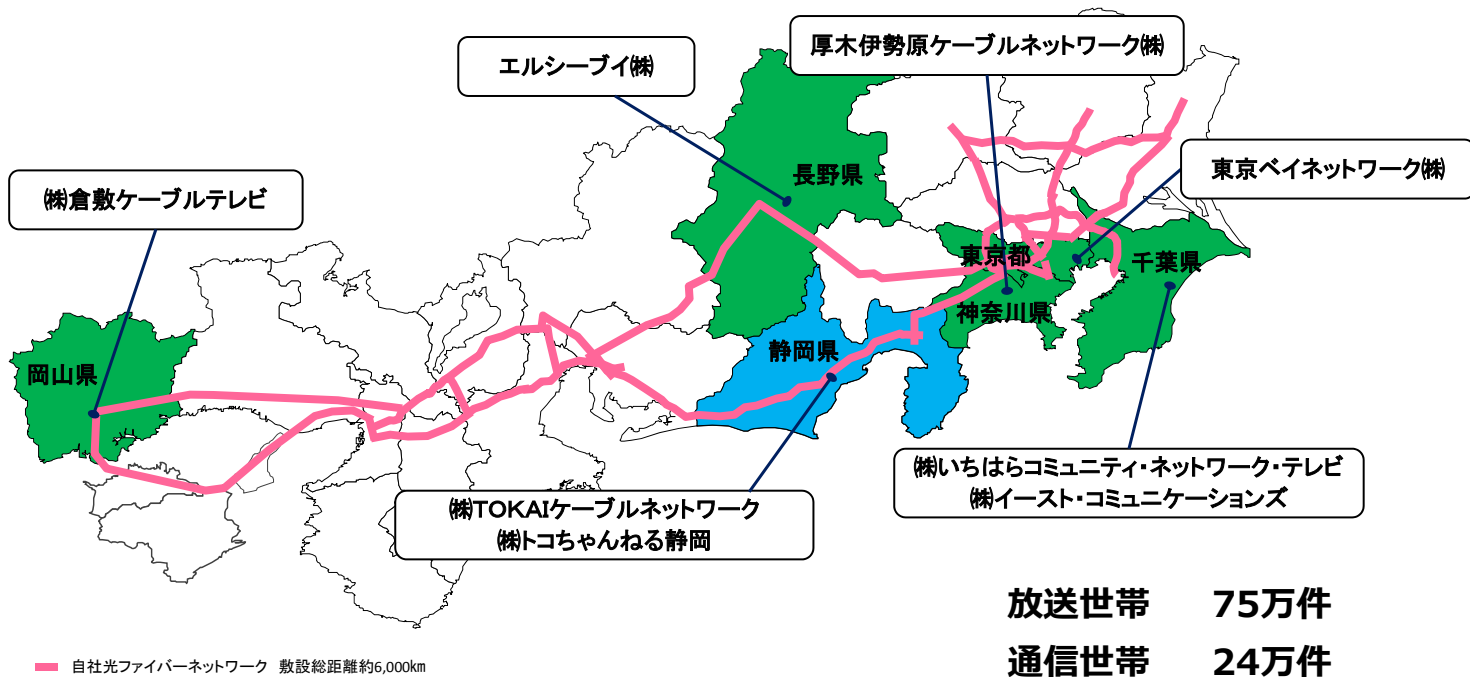 厚木伊勢原ケーブルネットワーク㈱
エルシーブイ㈱
東京ベイネットワーク㈱
㈱倉敷ケーブルテレビ
長野県
東京都
千葉県
神奈川県
静岡県
岡山県
㈱いちはらコミュニティ・ネットワーク・テレビ
㈱イースト・コミュニケーションズ
㈱TOKAIケーブルネットワーク
㈱トコちゃんねる静岡
放送世帯 75万件
通信世帯 24万件
自社光ファイバーネットワーク 敷設総距離約6,000km